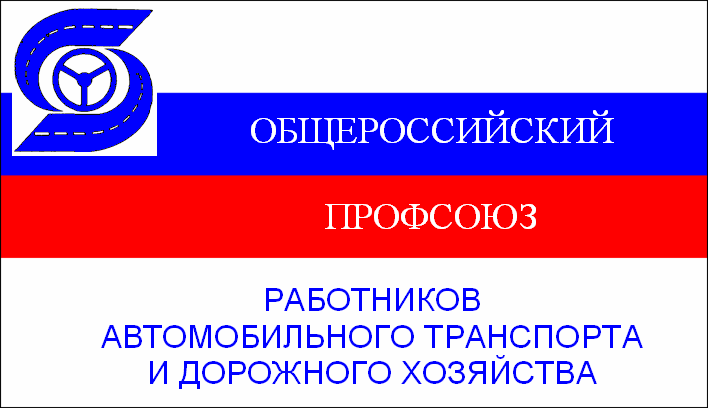 ОБЩЕРОССИЙСКИЙ
ПРОФСОЮЗ
РАБОТНИКОВ
АВТОМОБИЛЬНОГО ТРАНСПОРТА
И ДОРОЖНОГО ХОЗЯЙСТВА